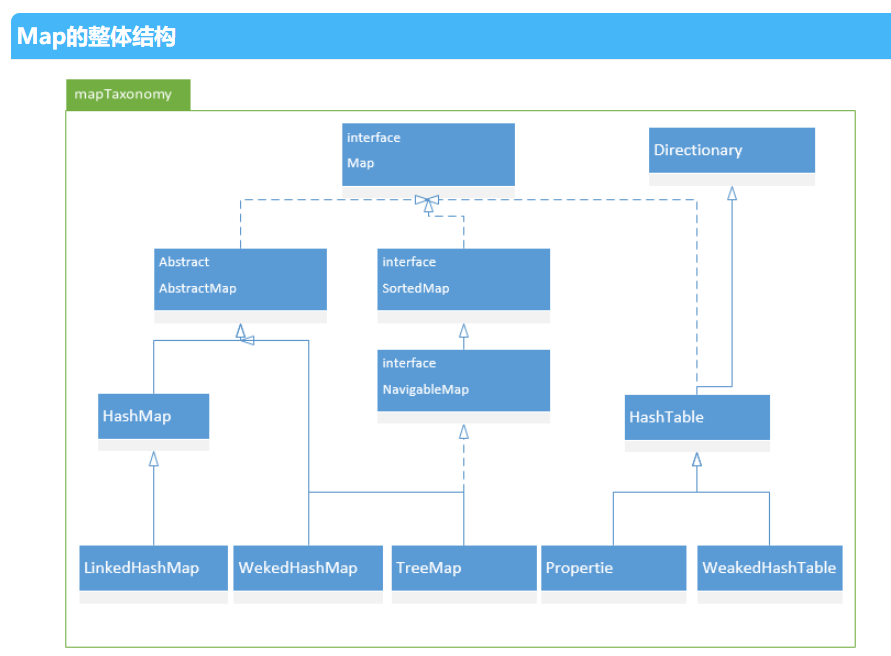 Map的整体结构
mapTaxonomy
interface
Map
Directionary
Abstract
AbstractMap
interface
SortedMap
interface
NavigableMap
HashMap
HashTable
LinkedHashMap
WekedHashMap
TreeMap
Propertie
WeakedHashTable